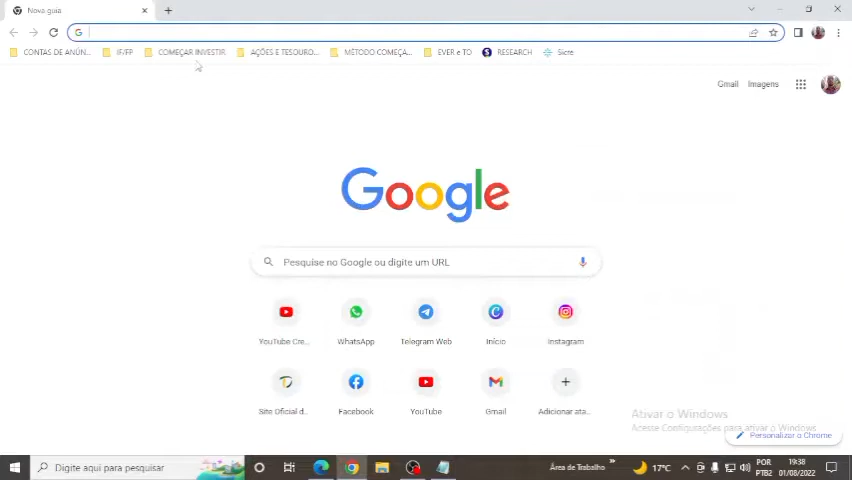 Nova guia
CONTAS DE ANÚN... IF/FP COMEÇAR INVESTIR AÇÕES E TESOURO... MÉTODO COMEÇA... EVER e TO RESEARCH Sicre
Gmail Imagens
Google
Pesquise no Google ou digite um URL
YouTube Cre... WhatsApp Telegram Web Início Instagram
Site Oficial d... Facebook YouTube Gmail Adicionar ata...
Ativar o Windows
Acesse Configurações para ativar o Windows
Personalizar o Chrome
Digite aqui para pesquisar
Área de Trabalho
17°C
POR
PTB2
19:38
01/08/2022